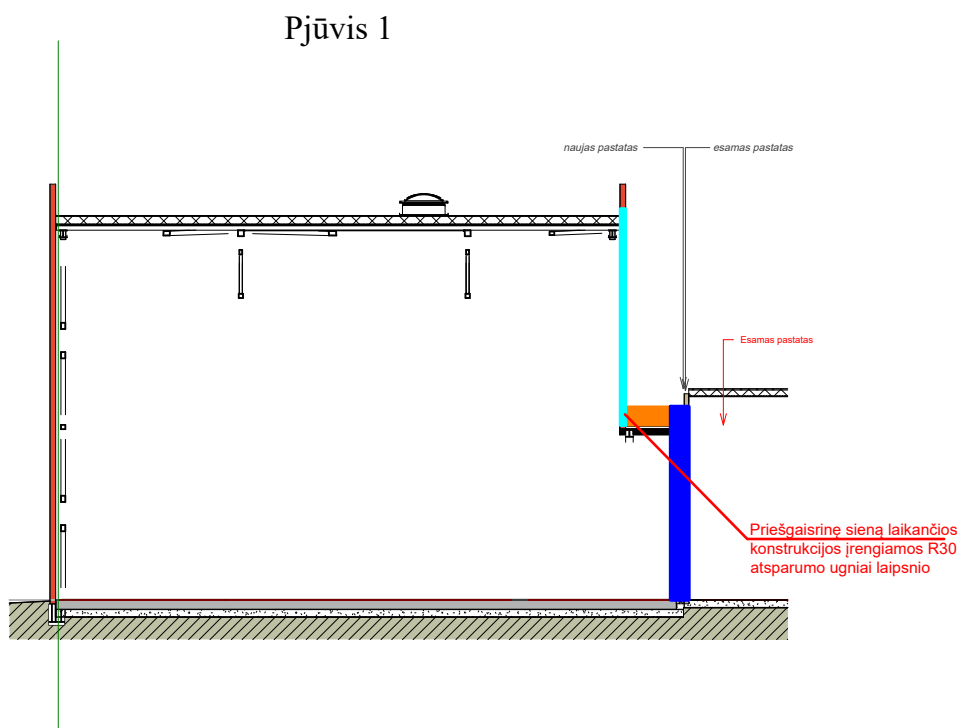 Pjūvis 1
naujas pastatas
esamas pastatas
Esamas pastatas
Priešgaisrinę sieną laikančios
konstrukcijos įrengiamos R30
atsparumo ugniai laipsnio